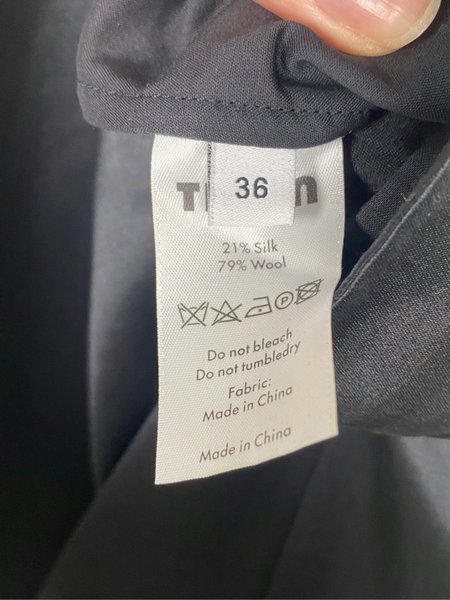 36
21% Silk
79% Wool
P
Do not bleach
Do not tumbledry
Fabric:
Made in China
Made in China